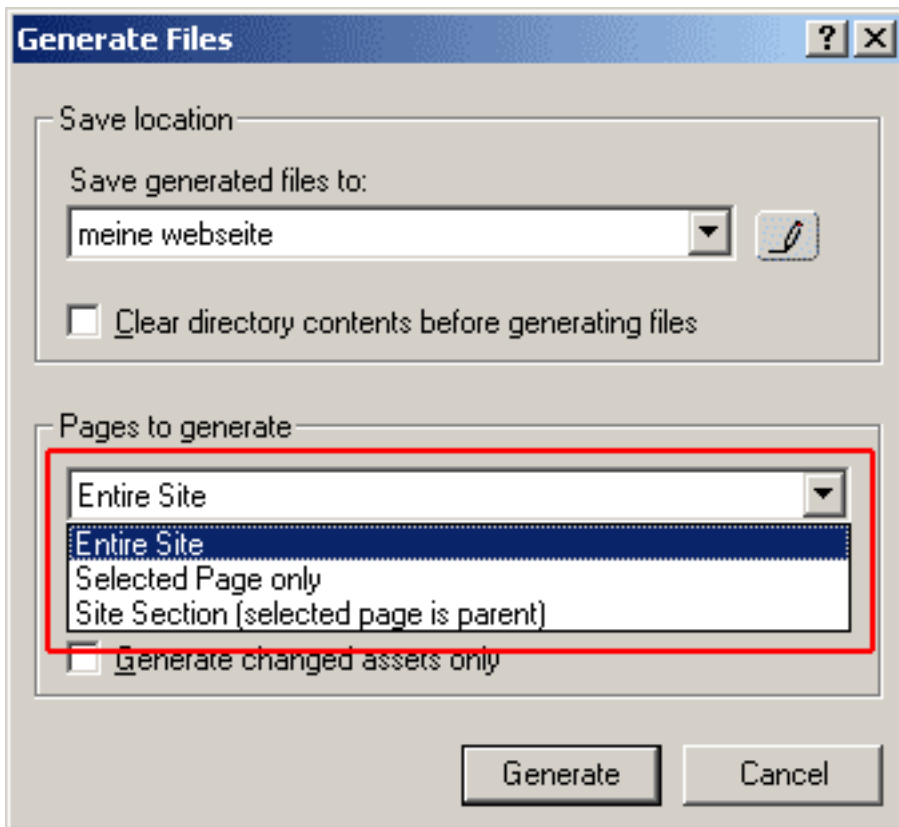 Generate Files
Save location
Save generated files to:
meine webseite
Clear directory contents before generating files
Pages to generate
Entire Site
Entire Site
Selected Page only
Site Section (selected page is parent)
Generate changed assets only
Generate Cancel